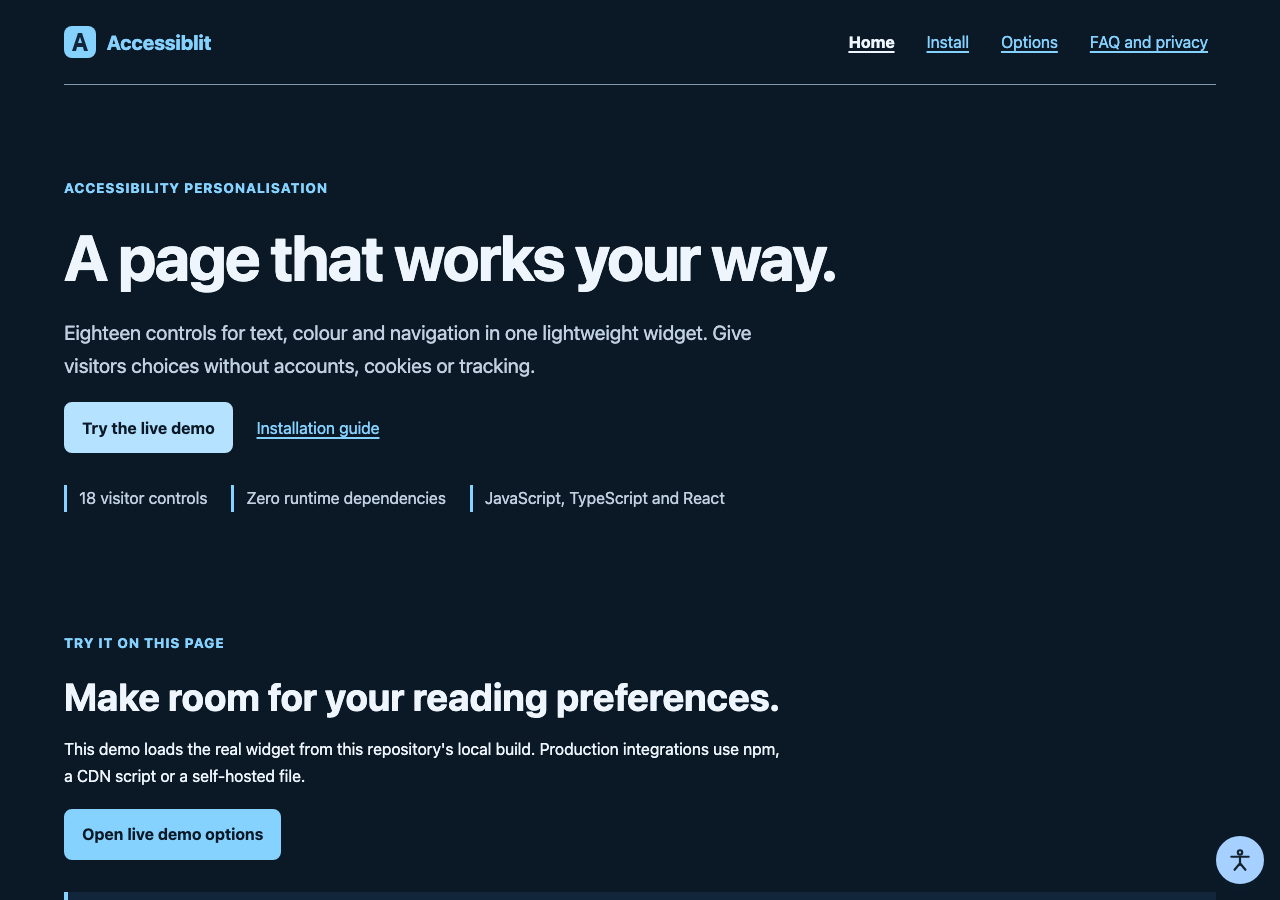 A Accessiblit
Home Install Options FAQ and privacy
ACCESSIBILITY PERSONALISATION
A page that works your way.
Eighteen controls for text, colour and navigation in one lightweight widget. Give
visitors choices without accounts, cookies or tracking.
Try the live demo Installation guide
18 visitor controls Zero runtime dependencies JavaScript, TypeScript and React
TRY IT ON THIS PAGE
Make room for your reading preferences.
This demo loads the real widget from this repository's local build. Production integrations use npm,
a CDN script or a self-hosted file.
Open live demo options